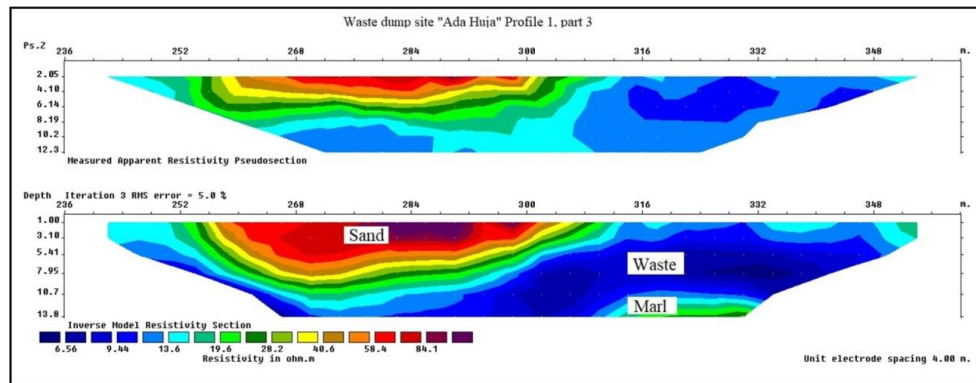 Waste dump site "Ada Huja" Profile 1, part 3
Ps.Z 236 252 268 284 300 316 332 348 m.
2.05
4.10
6.14
8.19
10.2
12.3
Measured Apparent Resistivity Pseudosection
Depth Iteration 3 RMS error = 5.0 %
236 252 268 284 300 316 332 348 m.
1.00
3.10
Sand
5.41
Waste
7.95
10.7
Marl
13.8
Inverse Model Resistivity Section
6.56 9.44 13.6 19.6 28.2 40.6 58.4 84.1
Resistivity in ohm.m
Unit electrode spacing 4.00 m.